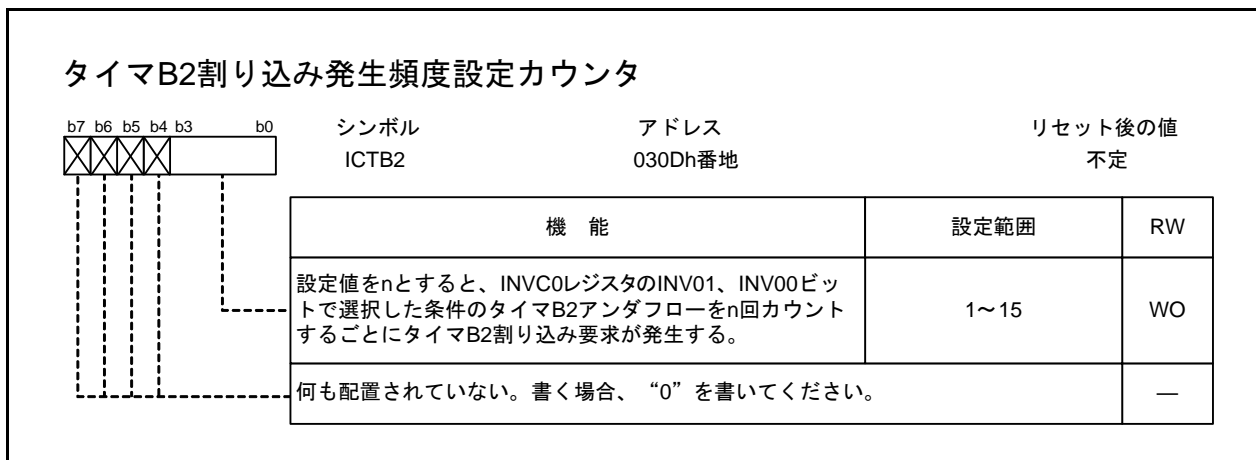 タイマB2割り込み発生頻度設定カウンタ
b7 b6 b5 b4 b3 b0
シンボル アドレス リセット後の値
ICTB2 030Dh番地 不定
機 能 設定範囲 RW
設定値をnとすると、INVC0レジスタのINV01、INV00ビッ
トで選択した条件のタイマB2アンダフローをn回カウント
するごとにタイマB2割り込み要求が発生する。
1~15 WO
何も配置されていない。書く場合、“0”を書いてください。 —